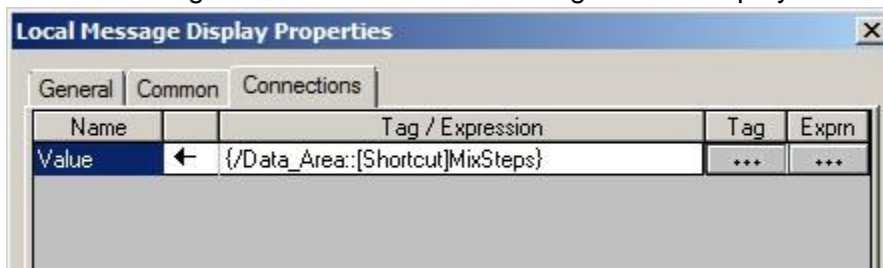 Local Message Display Properties
General Common Connections
Name Tag / Expression Tag Exprn
Value ← {/Data_Area::[Shortcut]MixSteps} ... ...